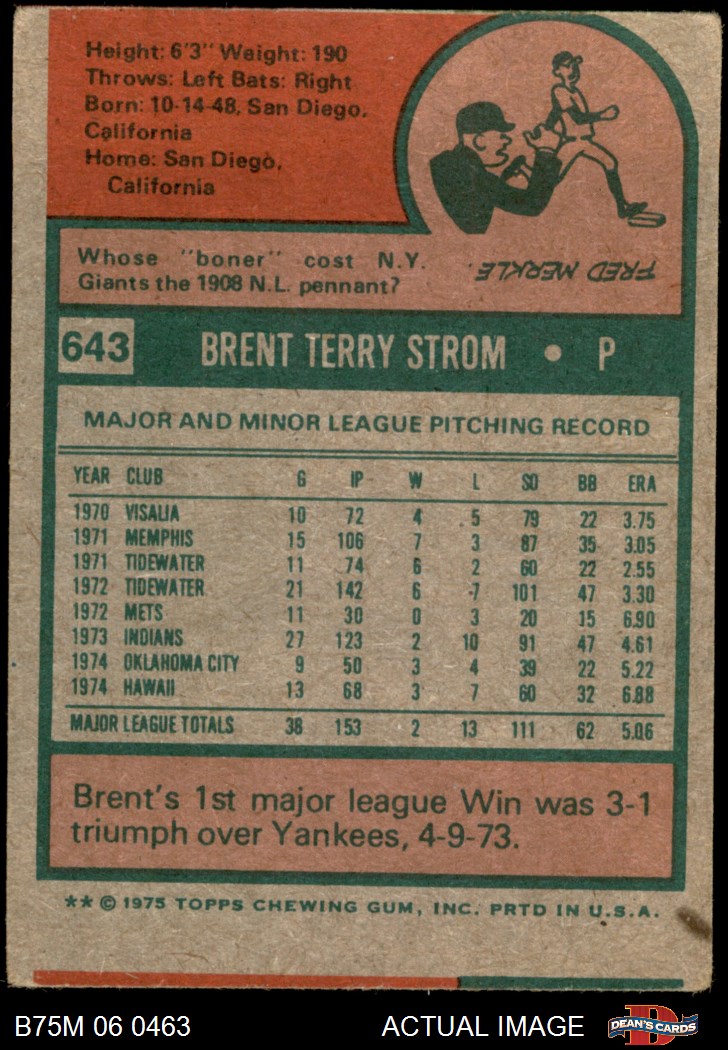 Height: 6'3" Weight: 190
Throws: Left Bats: Right
Born: 10-14-48, San Diego,
California
Home: San Diego,
California
Whose "boner" cost N.Y.
Giants the 1908 N.L. pennant?
FRED MERKLE.
643 BRENT TERRY STROM • P
MAJOR AND MINOR LEAGUE PITCHING RECORD
YEAR CLUB G IP W L SO BB ERA
1970 VISALIA 10 72 4 5 79 22 3.75
1971 MEMPHIS 15 106 7 3 87 35 3.05
1971 TIDEWATER 11 74 6 2 60 22 2.55
1972 TIDEWATER 21 142 6 7 101 47 3.30
1972 METS 11 30 0 3 20 15 6.90
1973 INDIANS 27 123 2 10 91 47 4.61
1974 OKLAHOMA CITY 9 50 3 4 39 22 5.22
1974 HAWAII 13 68 3 7 60 32 6.88
MAJOR LEAGUE TOTALS 38 153 2 13 111 62 5.06
Brent's 1st major league Win was 3-1
triumph over Yankees, 4-9-73.
** © 1975 TOPPS CHEWING GUM, INC. PRTD IN U.S.A.
B75M 06 0463 ACTUAL IMAGE D DEAN'S CARDS